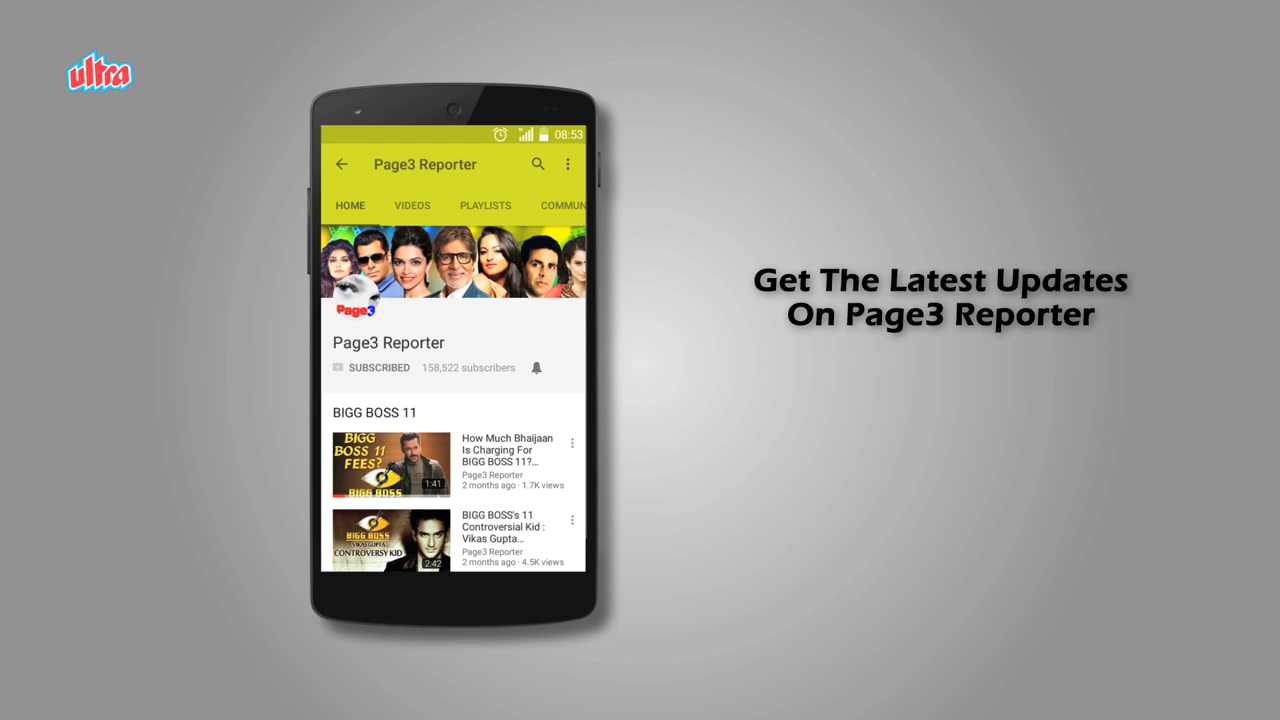 ultra
08:53
Page3 Reporter
HOME VIDEOS PLAYLISTS COMMUN
Page3
Page3 Reporter
SUBSCRIBED 158,522 subscribers
BIGG BOSS 11
BIGG
BOSS 11
FEES?
BIGG BOSS
1:41
How Much Bhaijaan
Is Charging For
BIGG BOSS 11?...
Page3 Reporter
2 months ago · 1.7K views
BIGG BOSS
VIKAS GUPTA
CONTROVERSY KID
2:42
BIGG BOSS's 11
Controversial Kid :
Vikas Gupta...
Page3 Reporter
2 months ago · 4.5K views
Get The Latest Updates
On Page3 Reporter